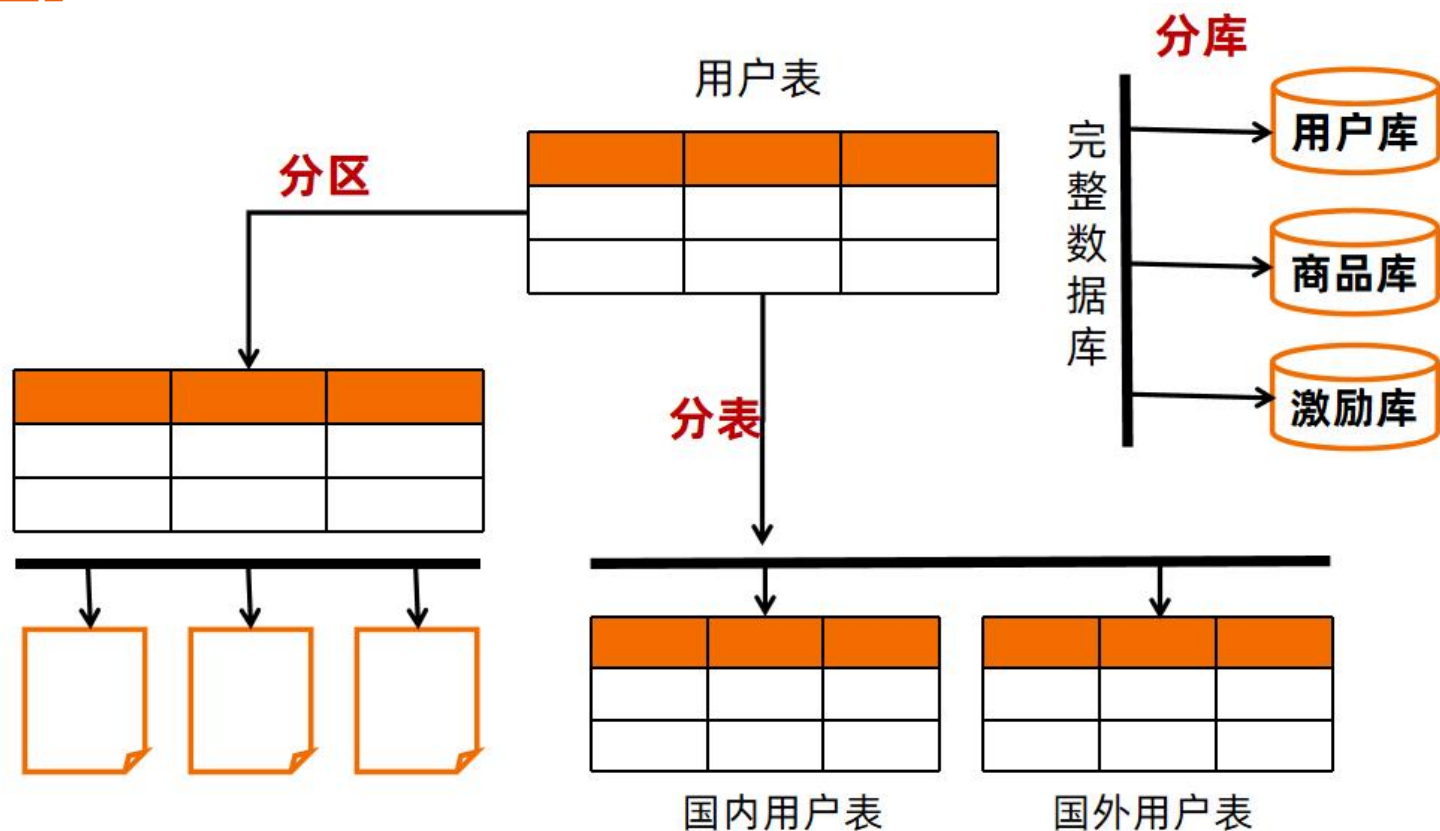 分库
用户表
用户库
完整数据库
分区
商品库
分表
激励库
国内用户表
国外用户表